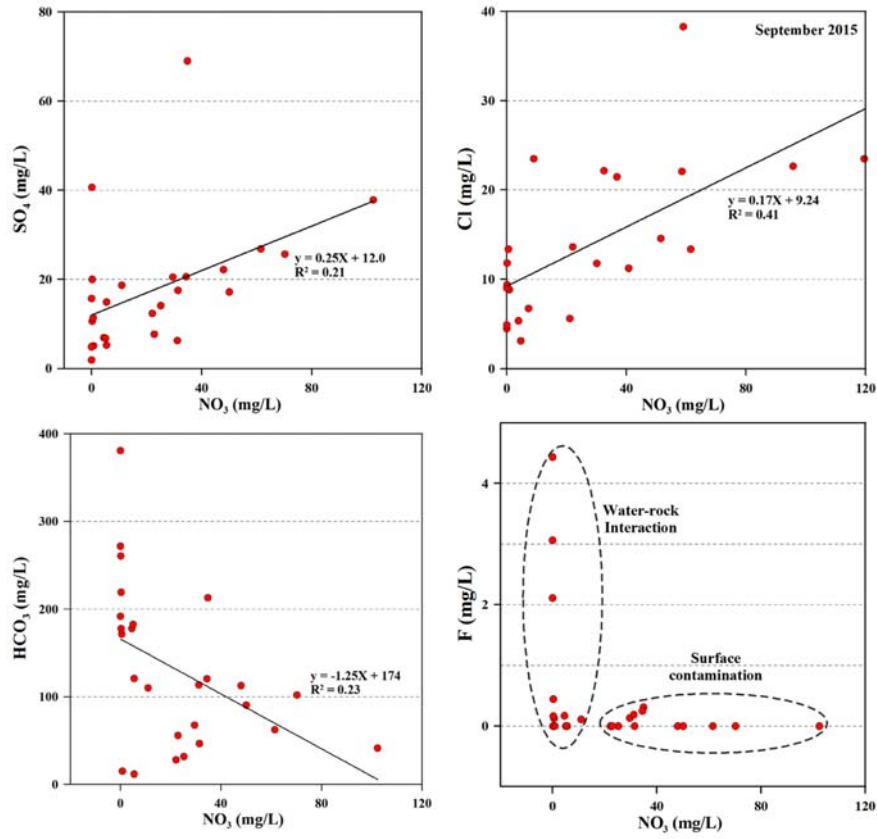 80
60
40
20
0
SO₄ (mg/L)
y = 0.25X + 12.0
R² = 0.21
0 40 80 120
NO₃ (mg/L)
September 2015
40
30
20
10
0
Cl (mg/L)
y = 0.17X + 9.24
R² = 0.41
0 40 80 120
NO₃ (mg/L)
400
300
200
100
0
HCO₃ (mg/L)
y = -1.25X + 174
R² = 0.23
0 40 80 120
NO₃ (mg/L)
4
2
0
F (mg/L)
Water-rock
Interaction
Surface
contamination
0 40 80 120
NO₃ (mg/L)